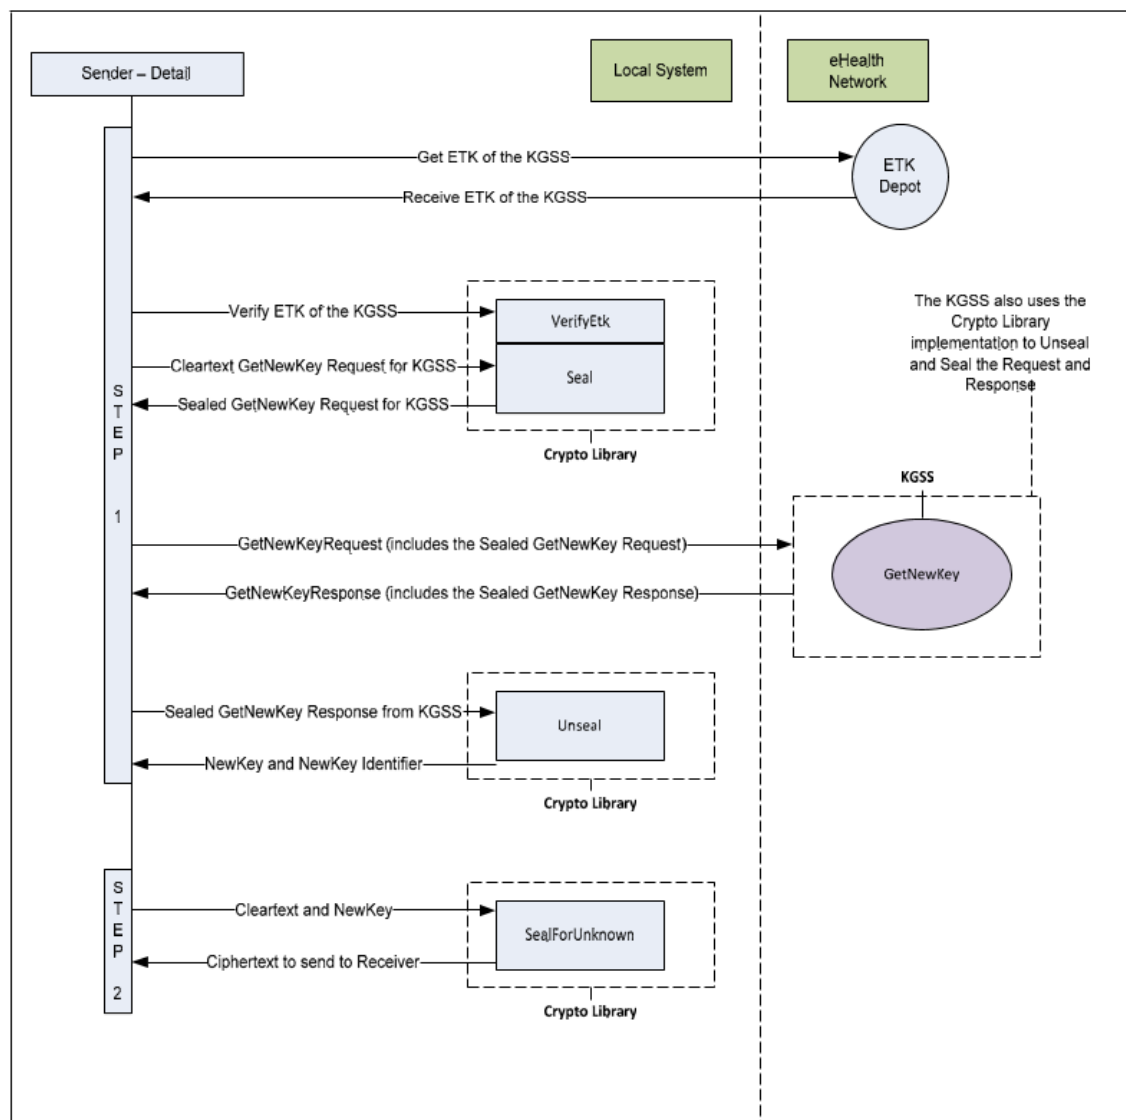 Sender – Detail
Local System
eHealth
Network
Get ETK of the KGSS
ETK
Depot
Receive ETK of the KGSS
The KGSS also uses the
Crypto Library
implementation to Unseal
and Seal the Request and
Response
Verify ETK of the KGSS
VerifyEtk
Cleartext GetNewKey Request for KGSS
Seal
Sealed GetNewKey Request for KGSS
Crypto Library
STEP 1
KGSS
GetNewKeyRequest (includes the Sealed GetNewKey Request)
GetNewKey
GetNewKeyResponse (includes the Sealed GetNewKey Response)
Sealed GetNewKey Response from KGSS
Unseal
NewKey and NewKey Identifier
Crypto Library
STEP 2
Cleartext and NewKey
SealForUnknown
Ciphertext to send to Receiver
Crypto Library